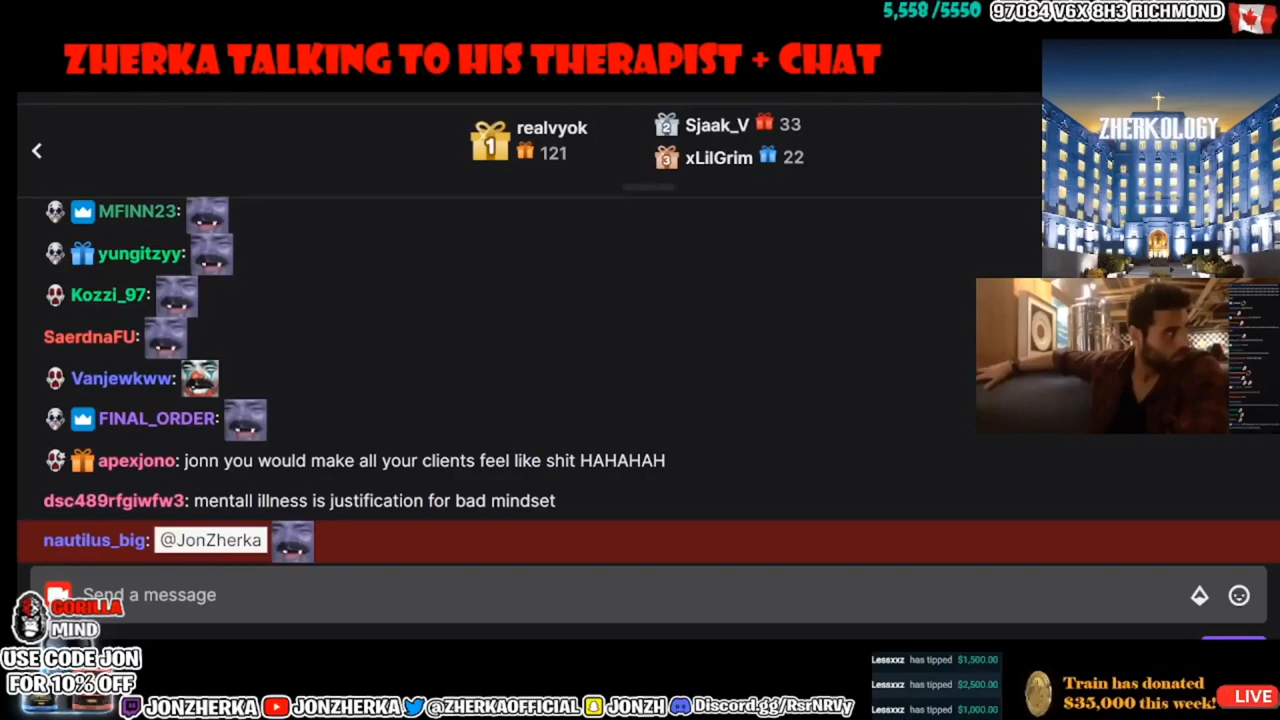 5,558 /5550
97084 V6X 8H3 RICHMOND
ZHERKA TALKING TO HIS THERAPIST + CHAT
ZHERKOLOGY
1 realvyok
121
2 Sjaak_V 33
3 xLilGrim 22
MFINN23:
yungitzyy:
Kozzi_97:
SaerdnaFU:
Vanjewkww:
FINAL_ORDER:
apexjono: jonn you would make all your clients feel like shit HAHAHAH
dsc489rfgiwfw3: mentall illness is justification for bad mindset
nautilus_big: @JonZherka
Send a message
GORILLA
MIND
USE CODE JON
FOR 10% OFF
JONZHERKA JONZHERKA @ZHERKAOFFICIAL JONZH Discord.gg/RsrNRVy
Lessxxz has tipped $1,500.00
Lessxxz has tipped $2,500.00
Lessxxz has tipped $1,000.00
Train has donated
$35,000 this week!
LIVE